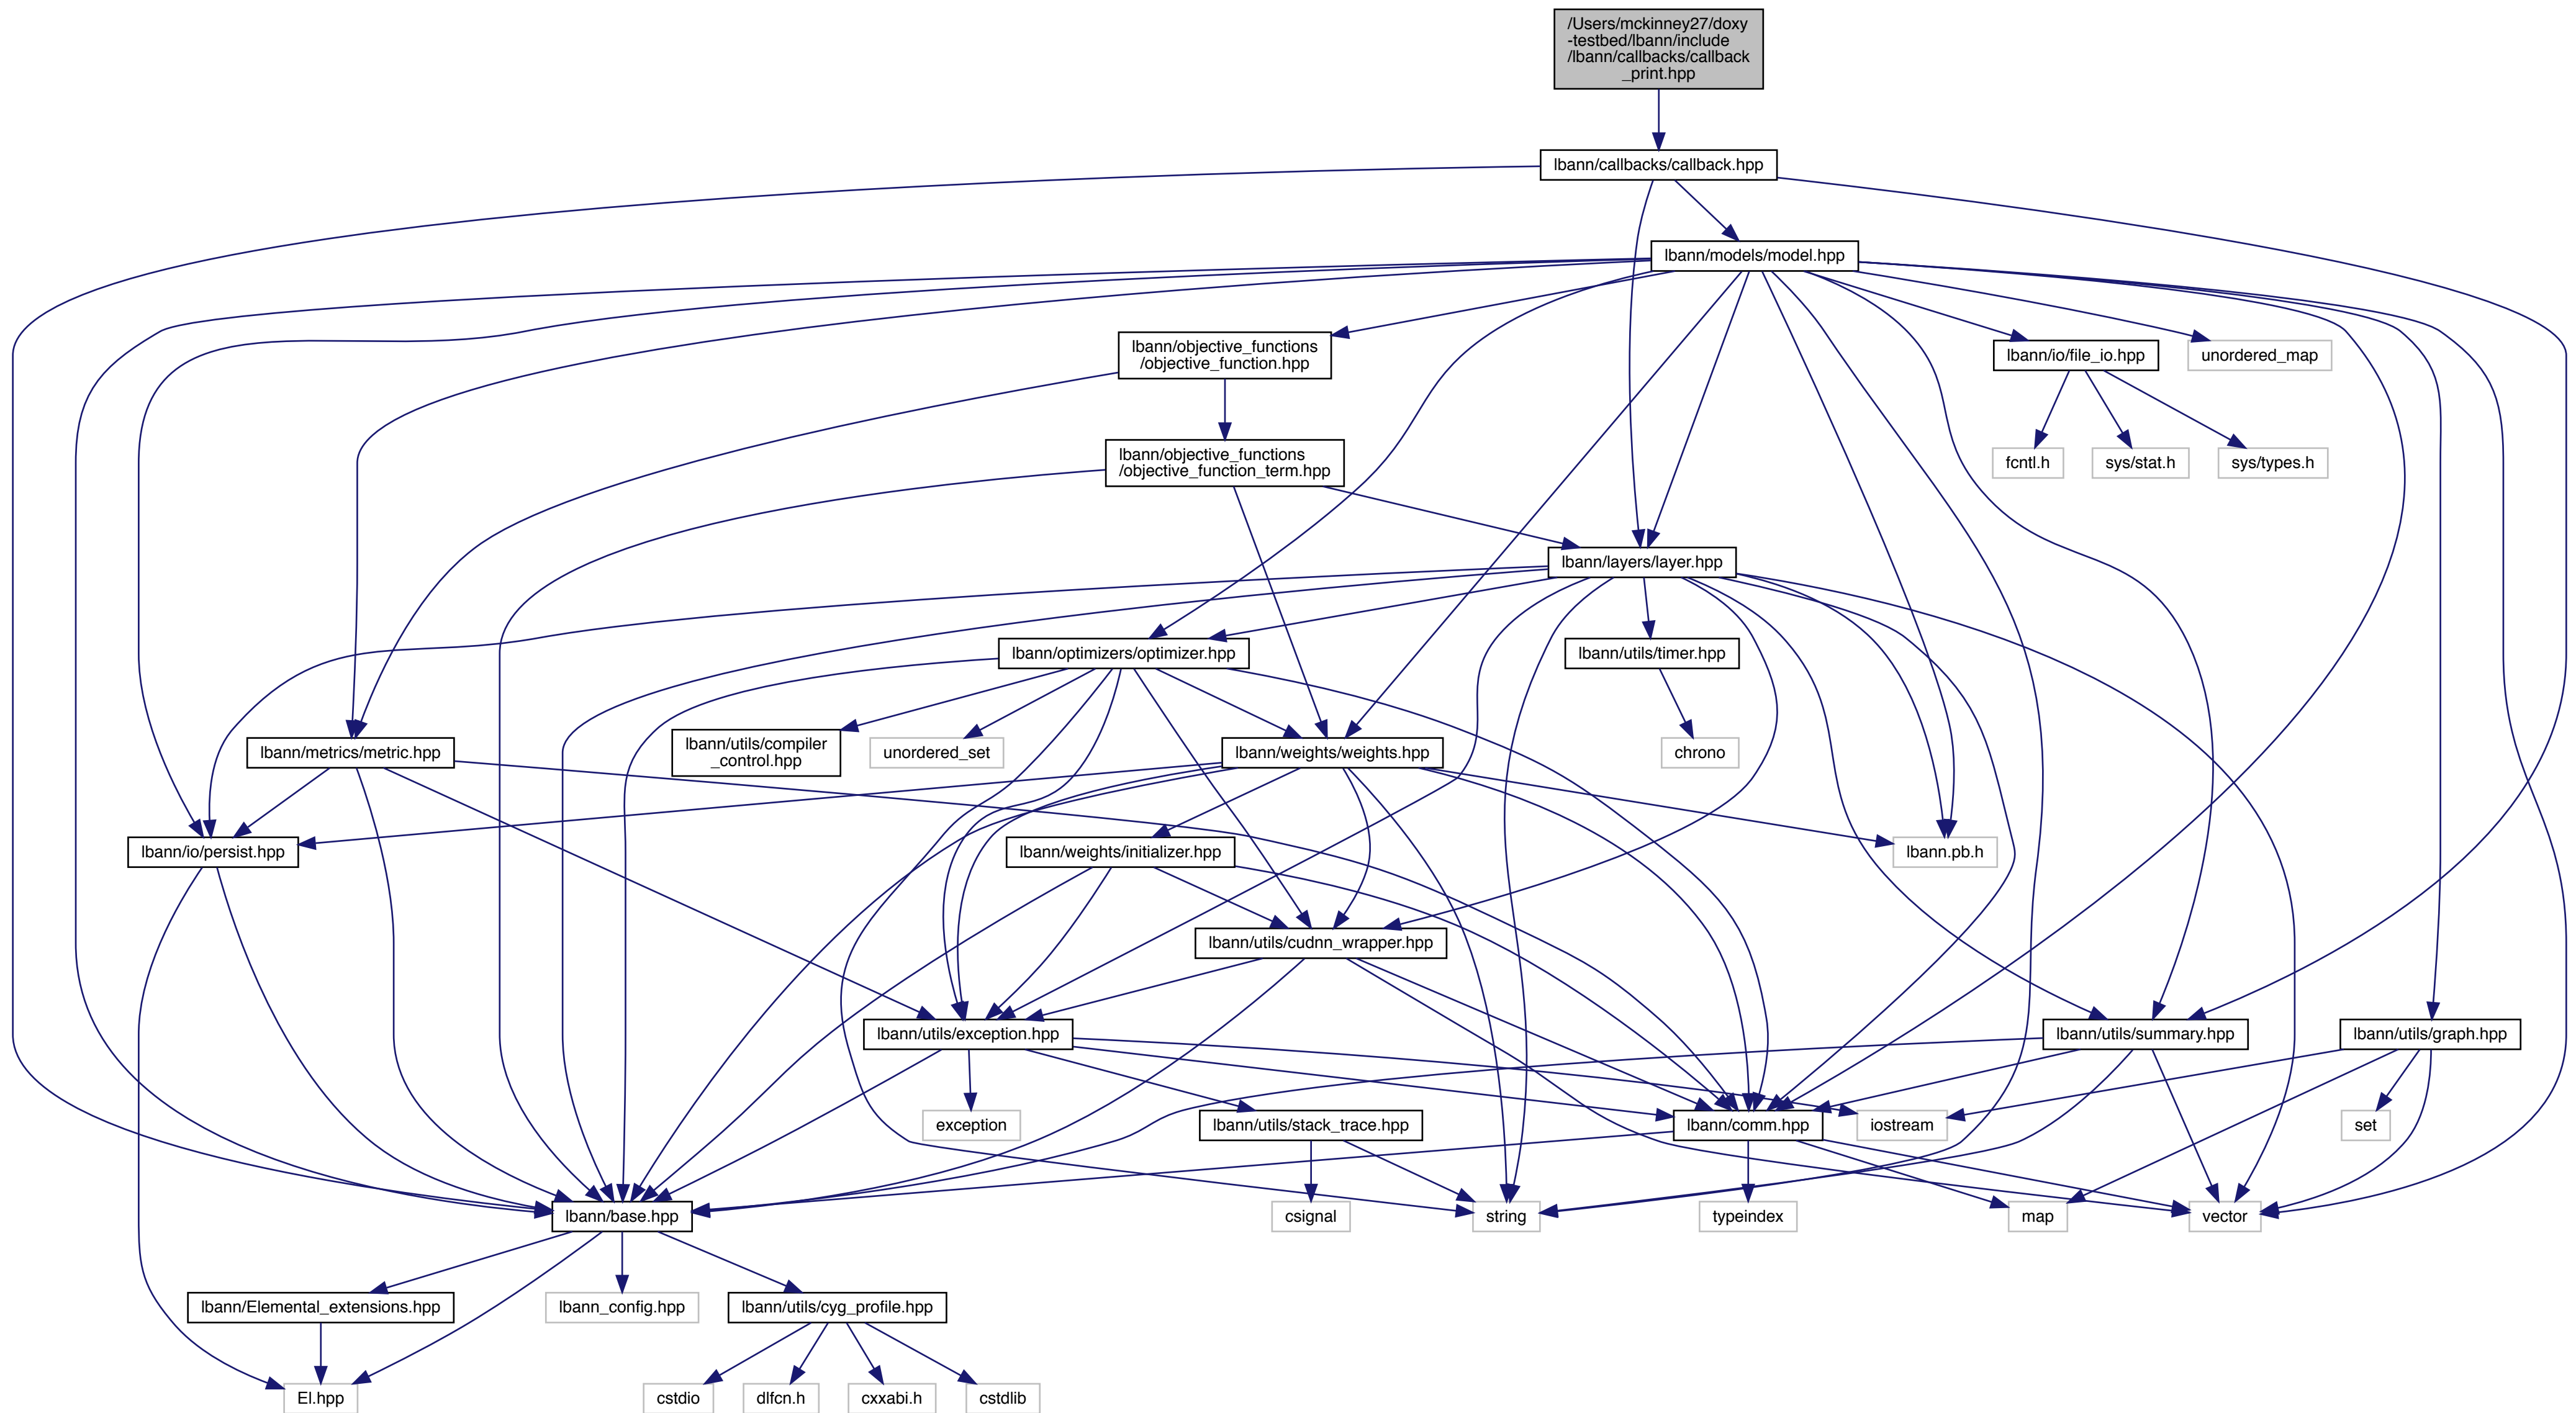 /Users/mckinney27/doxy
-testbed/lbann/include
/lbann/callbacks/callback
_print.hpp
lbann/callbacks/callback.hpp
lbann/models/model.hpp
lbann/objective_functions
/objective_function.hpp
lbann/io/file_io.hpp
unordered_map
lbann/objective_functions
/objective_function_term.hpp
fcntl.h
sys/stat.h
sys/types.h
lbann/layers/layer.hpp
lbann/optimizers/optimizer.hpp
lbann/utils/timer.hpp
lbann/metrics/metric.hpp
lbann/utils/compiler
_control.hpp
unordered_set
lbann/weights/weights.hpp
chrono
lbann/io/persist.hpp
lbann/weights/initializer.hpp
lbann.pb.h
lbann/utils/cudnn_wrapper.hpp
lbann/utils/exception.hpp
lbann/utils/summary.hpp
lbann/utils/graph.hpp
exception
lbann/utils/stack_trace.hpp
lbann/comm.hpp
iostream
set
lbann/base.hpp
csignal
string
typeindex
map
vector
lbann/Elemental_extensions.hpp
lbann_config.hpp
lbann/utils/cyg_profile.hpp
El.hpp
cstdio
dlfcn.h
cxxabi.h
cstdlib